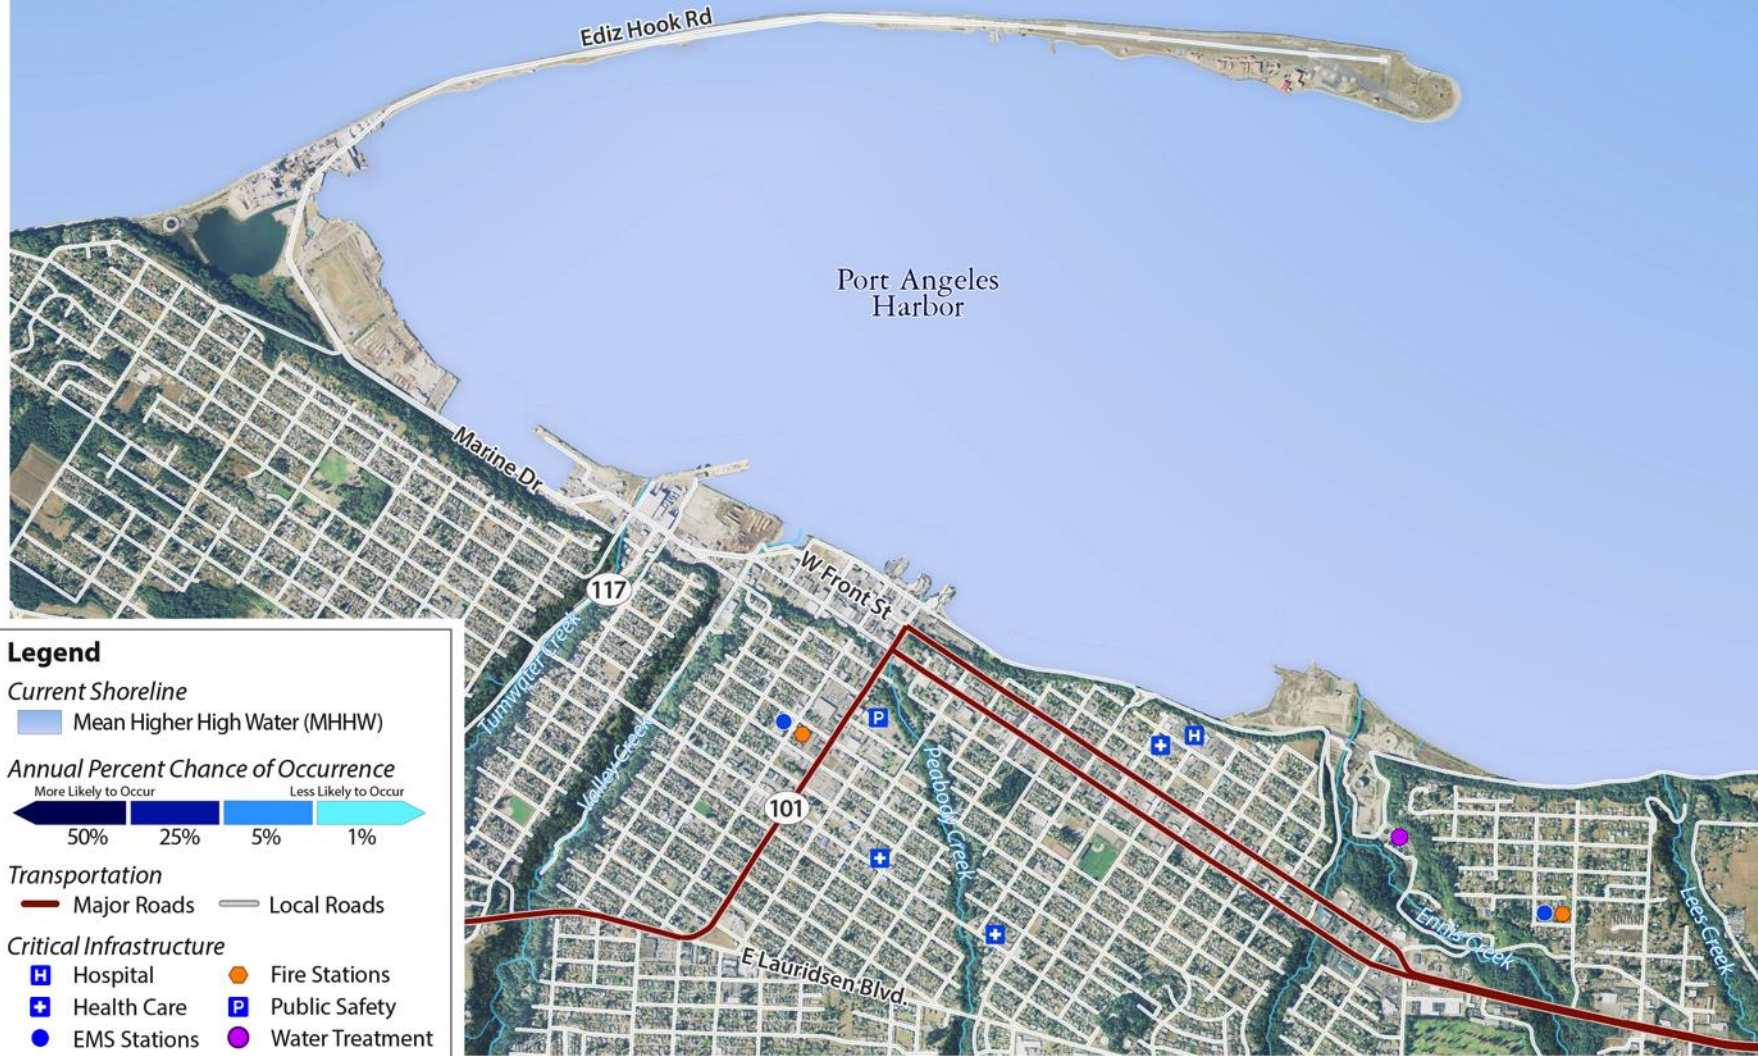 Ediz Hook Rd
Port Angeles
Harbor
Marine Dr
W Front St
117
Tumwater Creek
Valley Creek
101
Peabody Creek
E Lauridsen Blvd.
Ennis Creek
Lees Creek
P
H
Legend
Current Shoreline
Mean Higher High Water (MHHW)
Annual Percent Chance of Occurrence
More Likely to Occur Less Likely to Occur
50% 25% 5% 1%
Transportation
Major Roads Local Roads
Critical Infrastructure
H Hospital Fire Stations
Health Care P Public Safety
EMS Stations Water Treatment